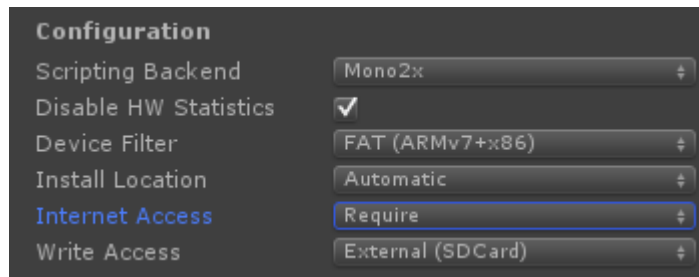 Configuration
Scripting Backend Mono2x
Disable HW Statistics
Device Filter FAT (ARMv7+x86)
Install Location Automatic
Internet Access Require
Write Access External (SDCard)